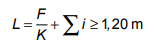 L = F/K + ∑ i ≥ 1,20 m